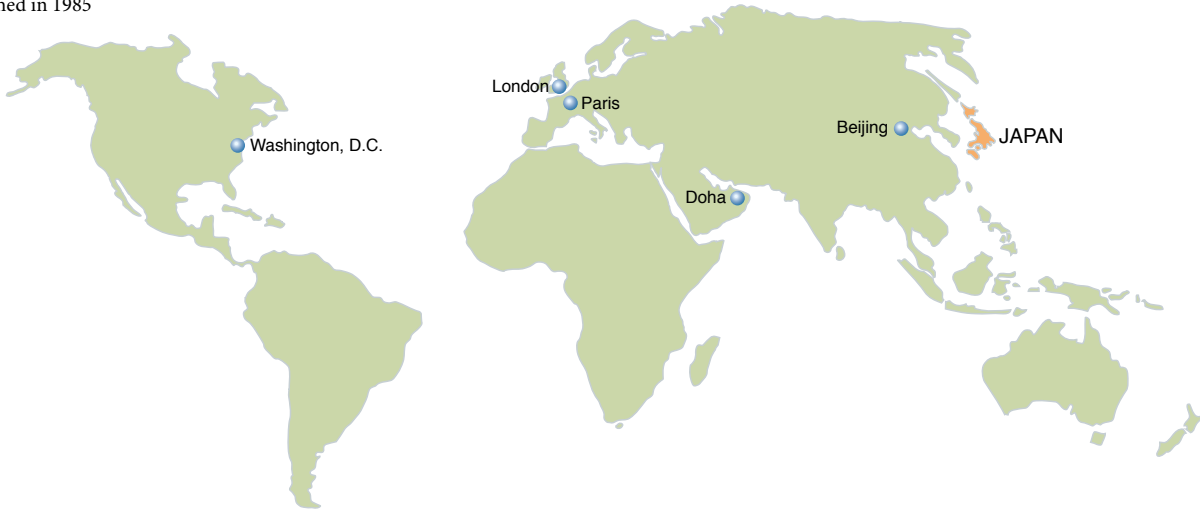 in 1985
London
Paris
Beijing
JAPAN
Washington, D.C.
Doha